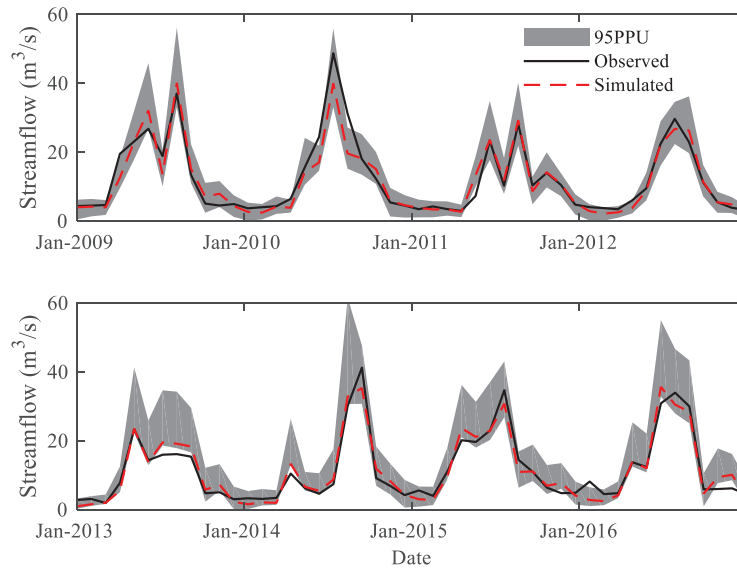 60
95PPU
Observed
40
Simulated
Streamflow (m³/s)
20
0
Jan-2009 Jan-2010 Jan-2011 Jan-2012
60
40
Streamflow (m³/s)
20
0
Jan-2013 Jan-2014 Jan-2015 Jan-2016
Date